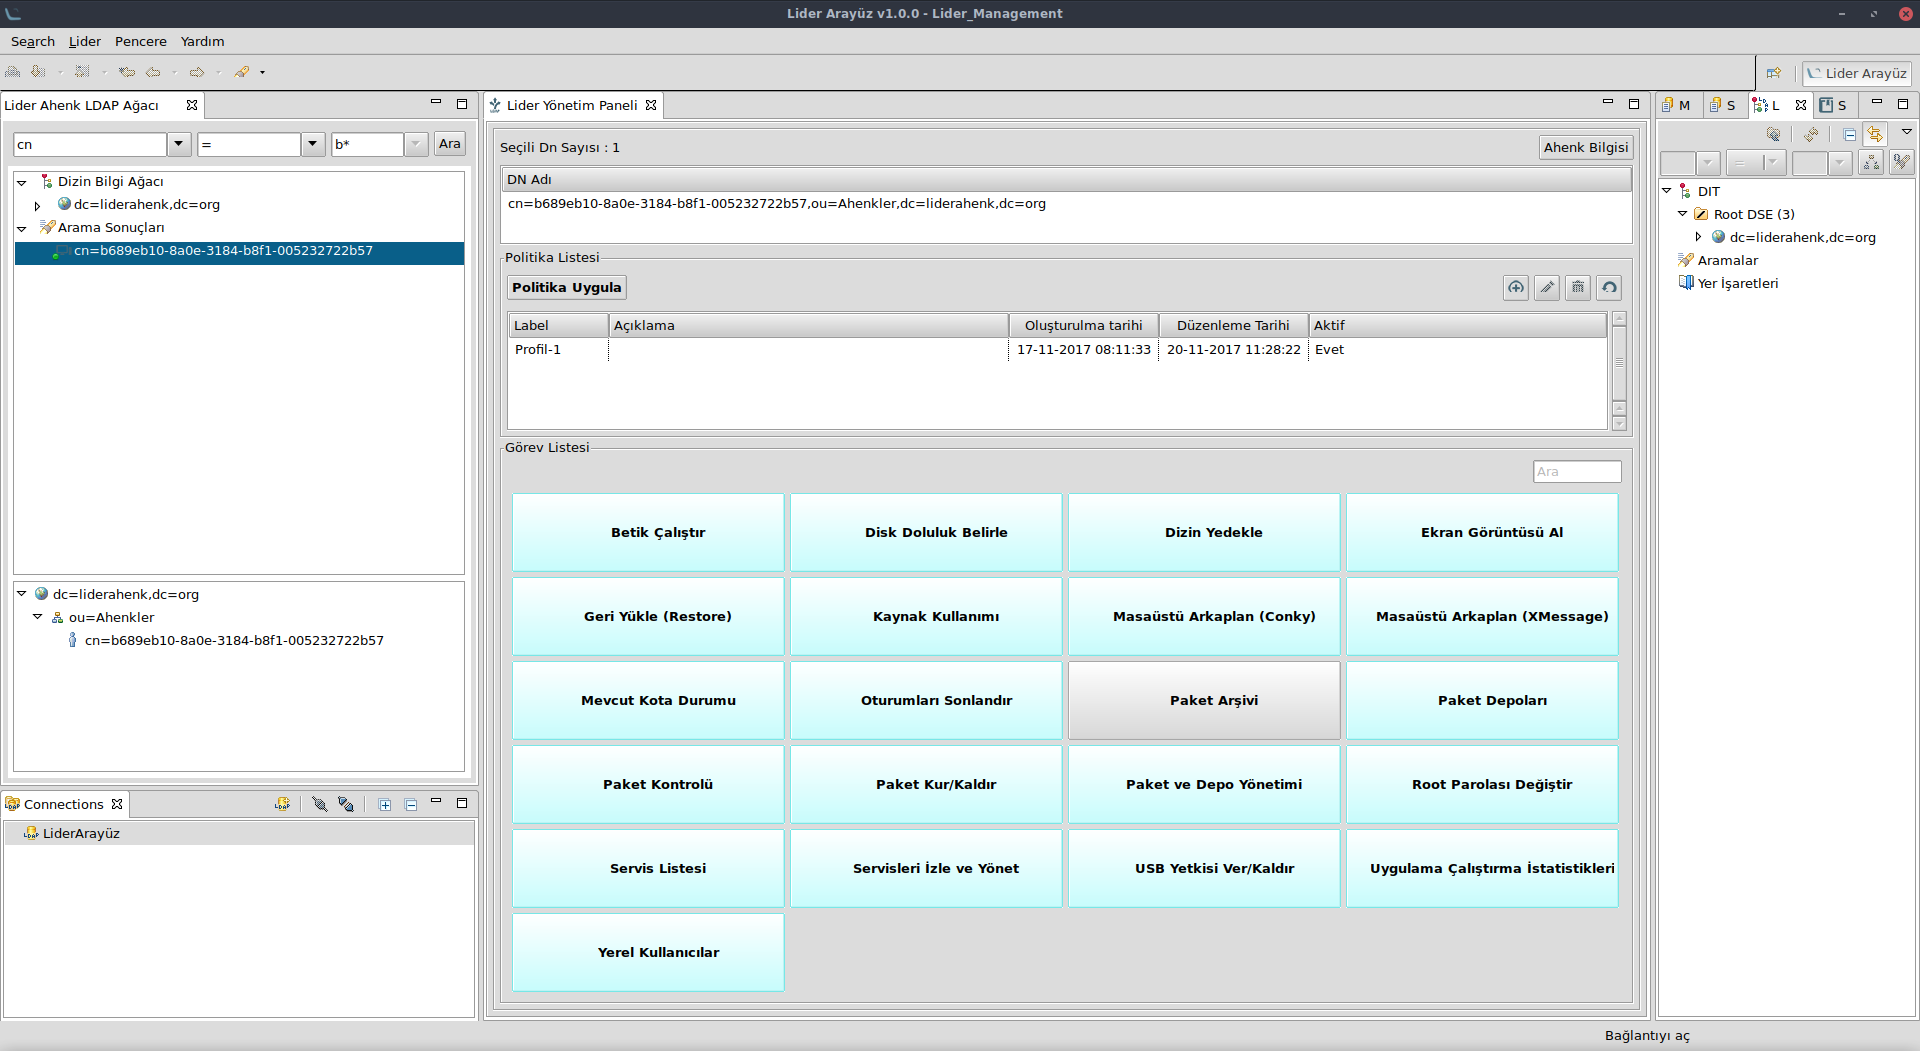 Lider Arayüz v1.0.0 - Lider_Management
Search Lider Pencere Yardım
Lider Arayüz
Lider Ahenk LDAP Ağacı
cn = b* Ara
Dizin Bilgi Ağacı
dc=liderahenk,dc=org
Arama Sonuçları
cn=b689eb10-8a0e-3184-b8f1-005232722b57
dc=liderahenk,dc=org
ou=Ahenkler
cn=b689eb10-8a0e-3184-b8f1-005232722b57
Connections
LiderArayüz
Lider Yönetim Paneli
Seçili Dn Sayısı : 1 Ahenk Bilgisi
DN Adı
cn=b689eb10-8a0e-3184-b8f1-005232722b57,ou=Ahenkler,dc=liderahenk,dc=org
Politika Listesi
Politika Uygula
Label Açıklama Oluşturulma tarihi Düzenleme Tarihi Aktif
Profil-1 17-11-2017 08:11:33 20-11-2017 11:28:22 Evet
Görev Listesi
Ara
Betik Çalıştır Disk Doluluk Belirle Dizin Yedekle Ekran Görüntüsü Al
Geri Yükle (Restore) Kaynak Kullanımı Masaüstü Arkaplan (Conky) Masaüstü Arkaplan (XMessage)
Mevcut Kota Durumu Oturumları Sonlandır Paket Arşivi Paket Depoları
Paket Kontrolü Paket Kur/Kaldır Paket ve Depo Yönetimi Root Parolası Değiştir
Servis Listesi Servisleri İzle ve Yönet USB Yetkisi Ver/Kaldır Uygulama Çalıştırma İstatistikleri
Yerel Kullanıcılar
M S L S
=
DIT
Root DSE (3)
dc=liderahenk,dc=org
Aramalar
Yer İşaretleri
Bağlantıyı aç